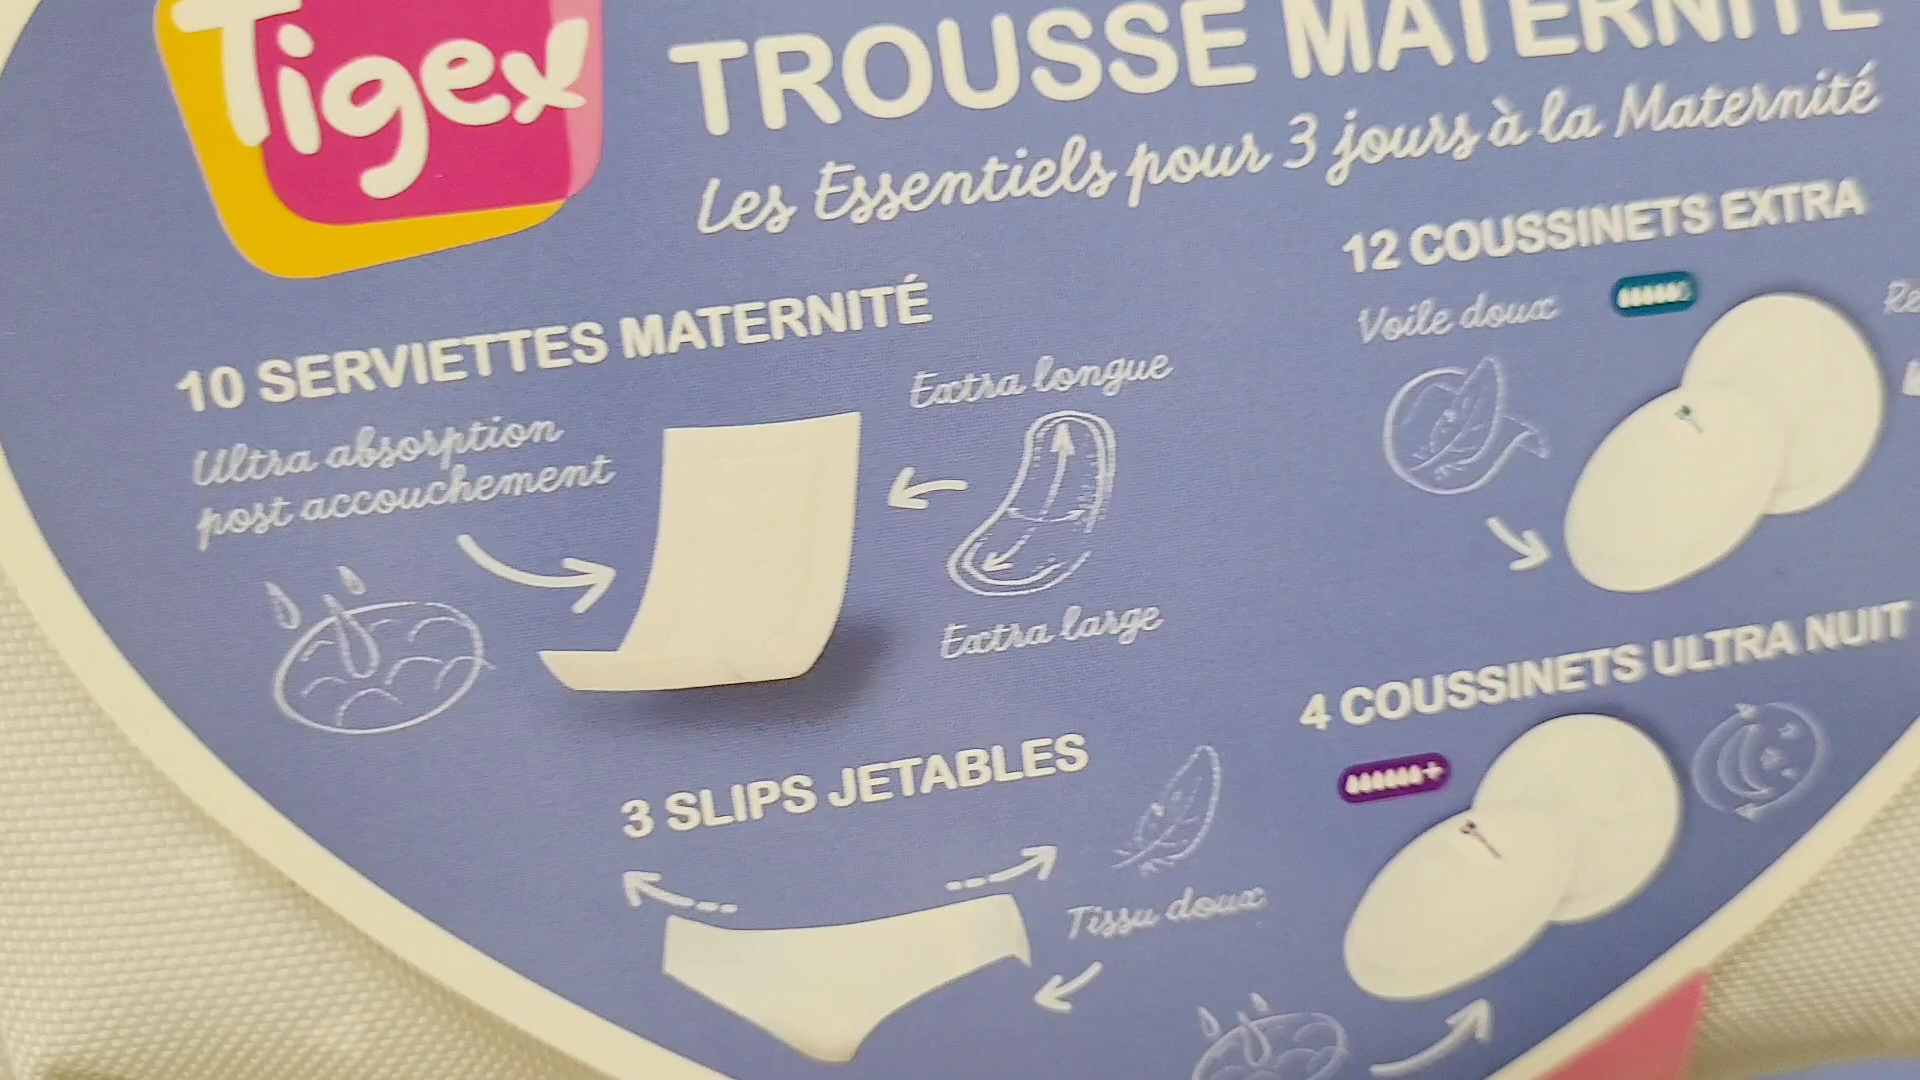 Tigex
TROUSSE MATERNITÉ
Les Essentiels pour 3 jours à la Maternité
10 SERVIETTES MATERNITÉ
Ultra absorption
post accouchement
Extra longue
Extra large
12 COUSSINETS EXTRA
Voile doux
3 SLIPS JETABLES
Tissu doux
4 COUSSINETS ULTRA NUIT